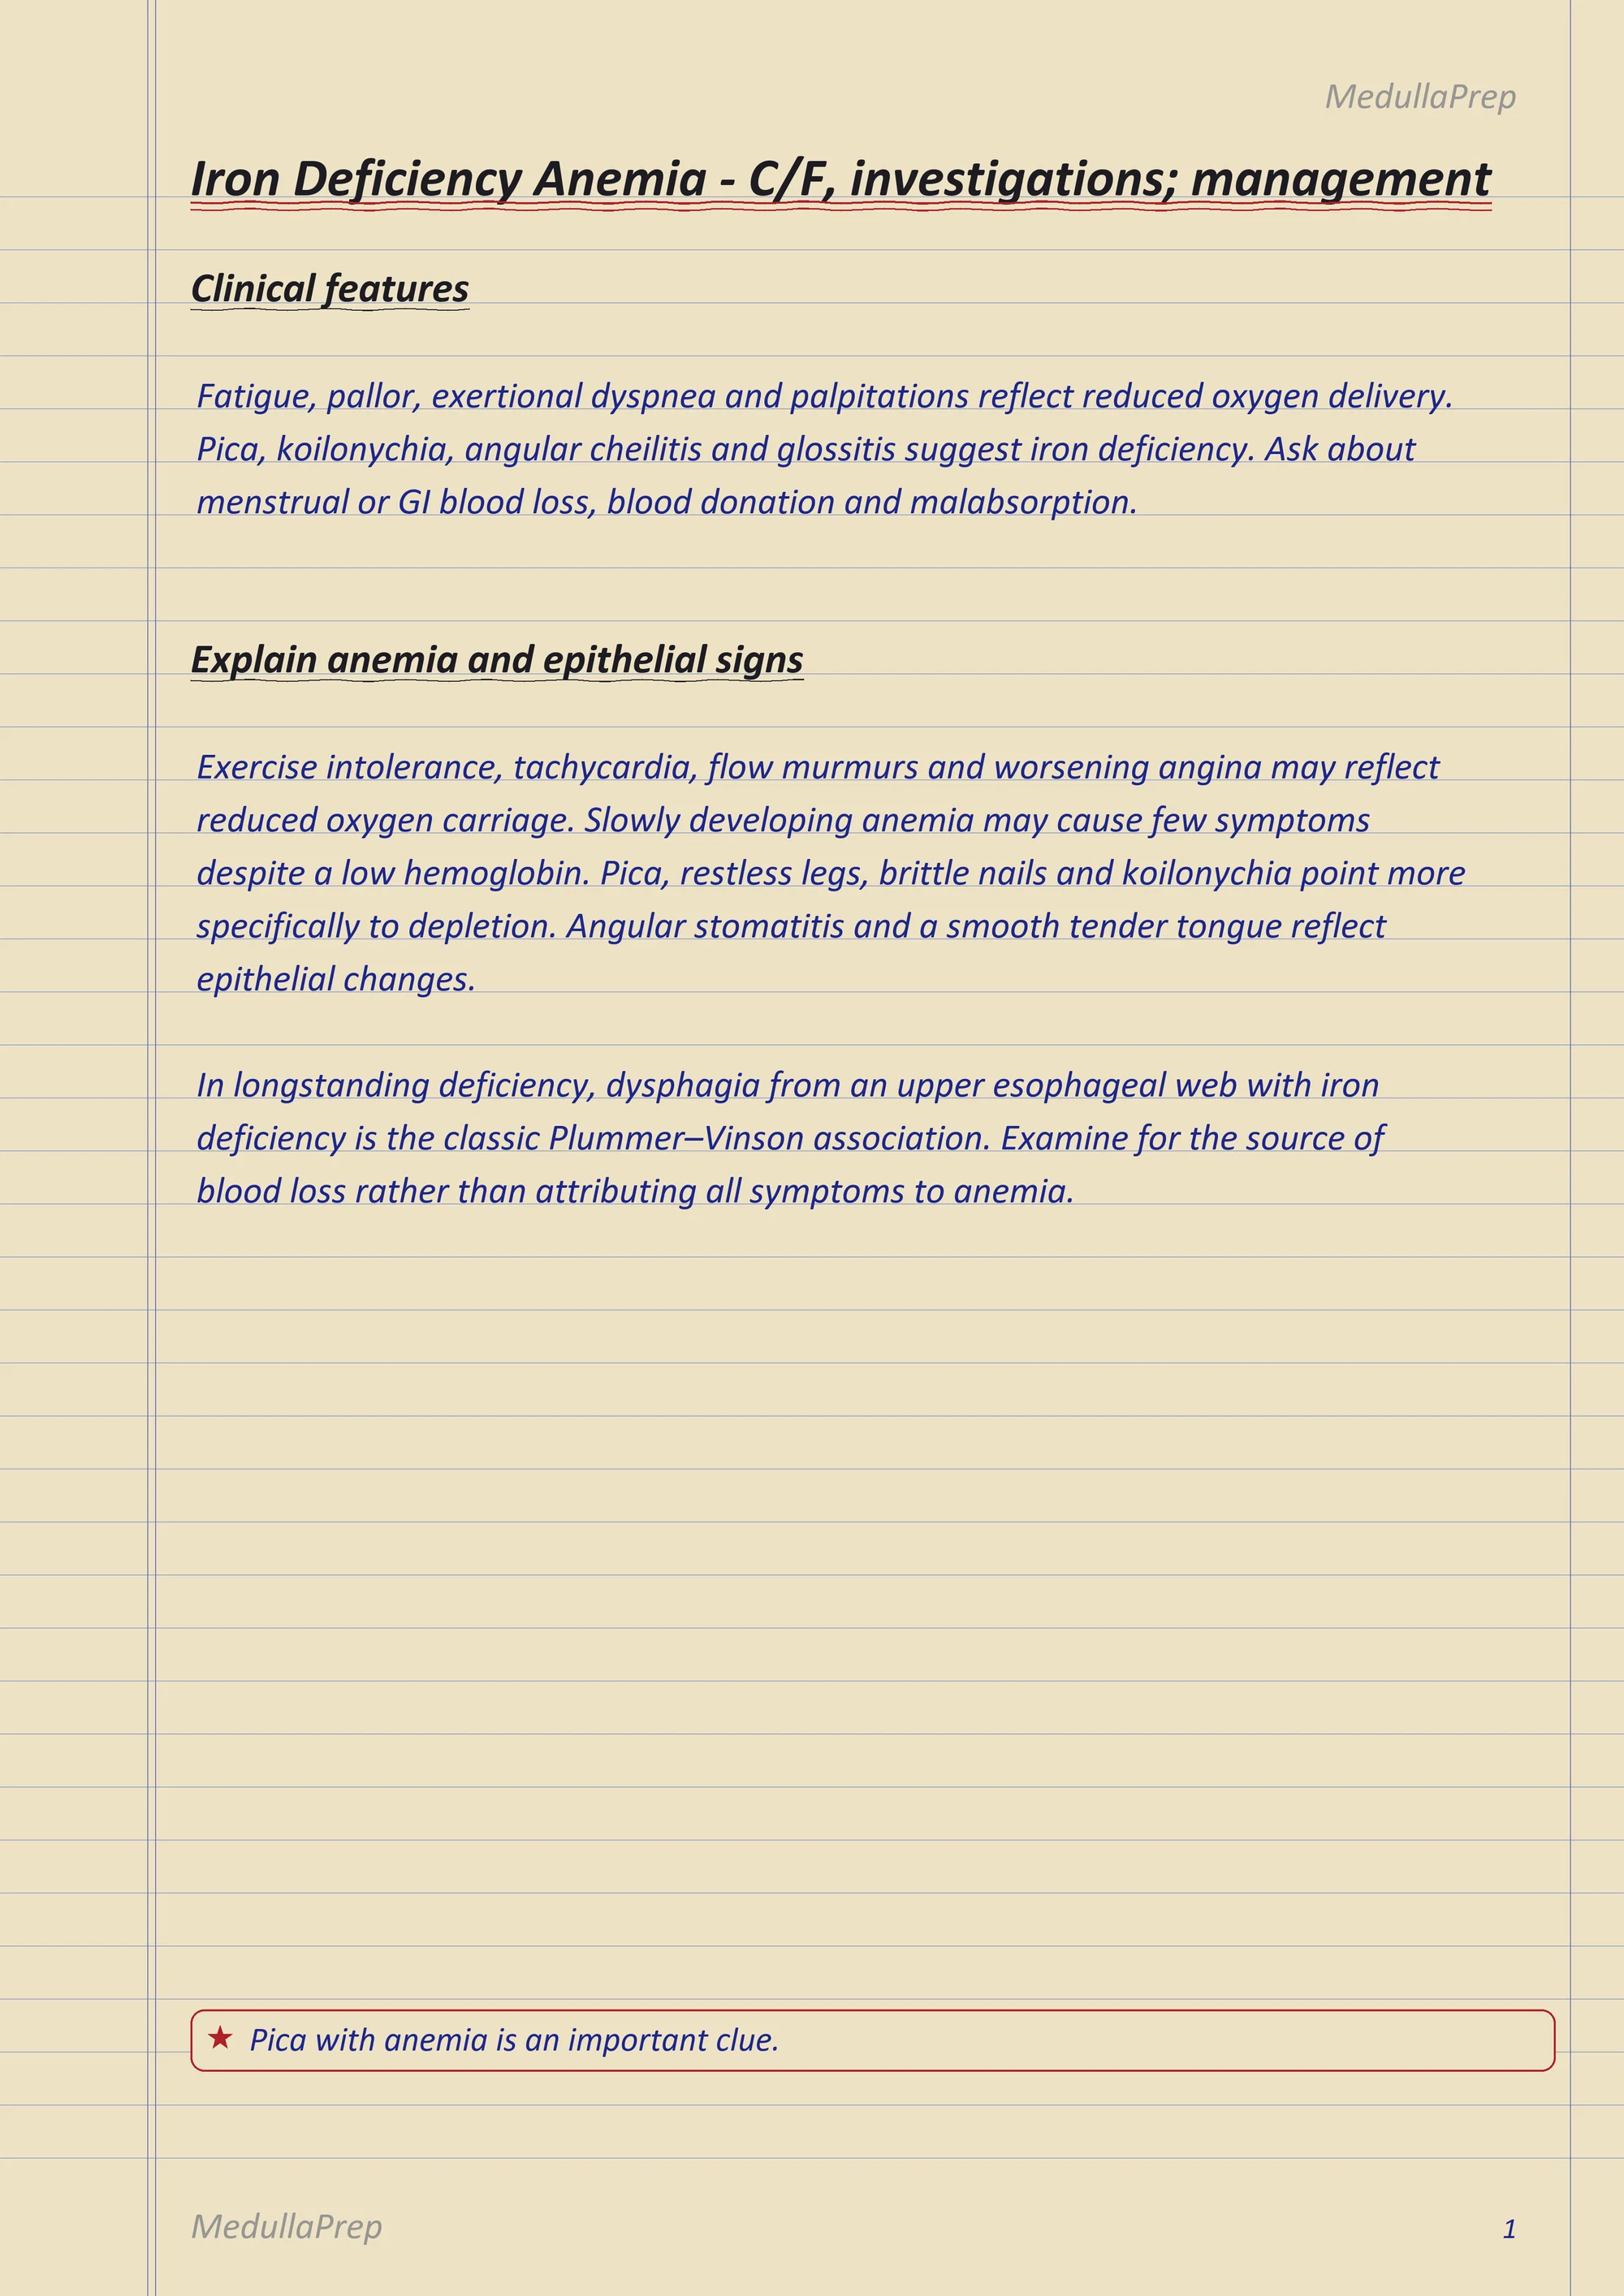 MedullaPrep
Iron Deficiency Anemia - C/F, investigations; management
Clinical features
Fatigue, pallor, exertional dyspnea and palpitations reflect reduced oxygen delivery.
Pica, koilonychia, angular cheilitis and glossitis suggest iron deficiency. Ask about
menstrual or GI blood loss, blood donation and malabsorption.
Explain anemia and epithelial signs
Exercise intolerance, tachycardia, flow murmurs and worsening angina may reflect
reduced oxygen carriage. Slowly developing anemia may cause few symptoms
despite a low hemoglobin. Pica, restless legs, brittle nails and koilonychia point more
specifically to depletion. Angular stomatitis and a smooth tender tongue reflect
epithelial changes.
In longstanding deficiency, dysphagia from an upper esophageal web with iron
deficiency is the classic Plummer–Vinson association. Examine for the source of
blood loss rather than attributing all symptoms to anemia.
★ Pica with anemia is an important clue.
MedullaPrep
1